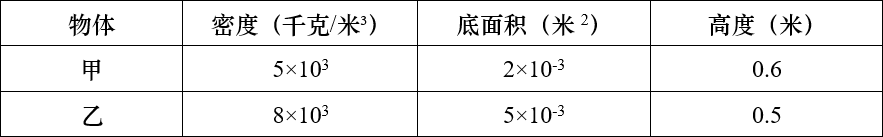 物体 密度（千克/米³） 底面积（米 ²） 高度（米）
甲 5×10³ 2×10⁻³ 0.6
乙 8×10³ 5×10⁻³ 0.5